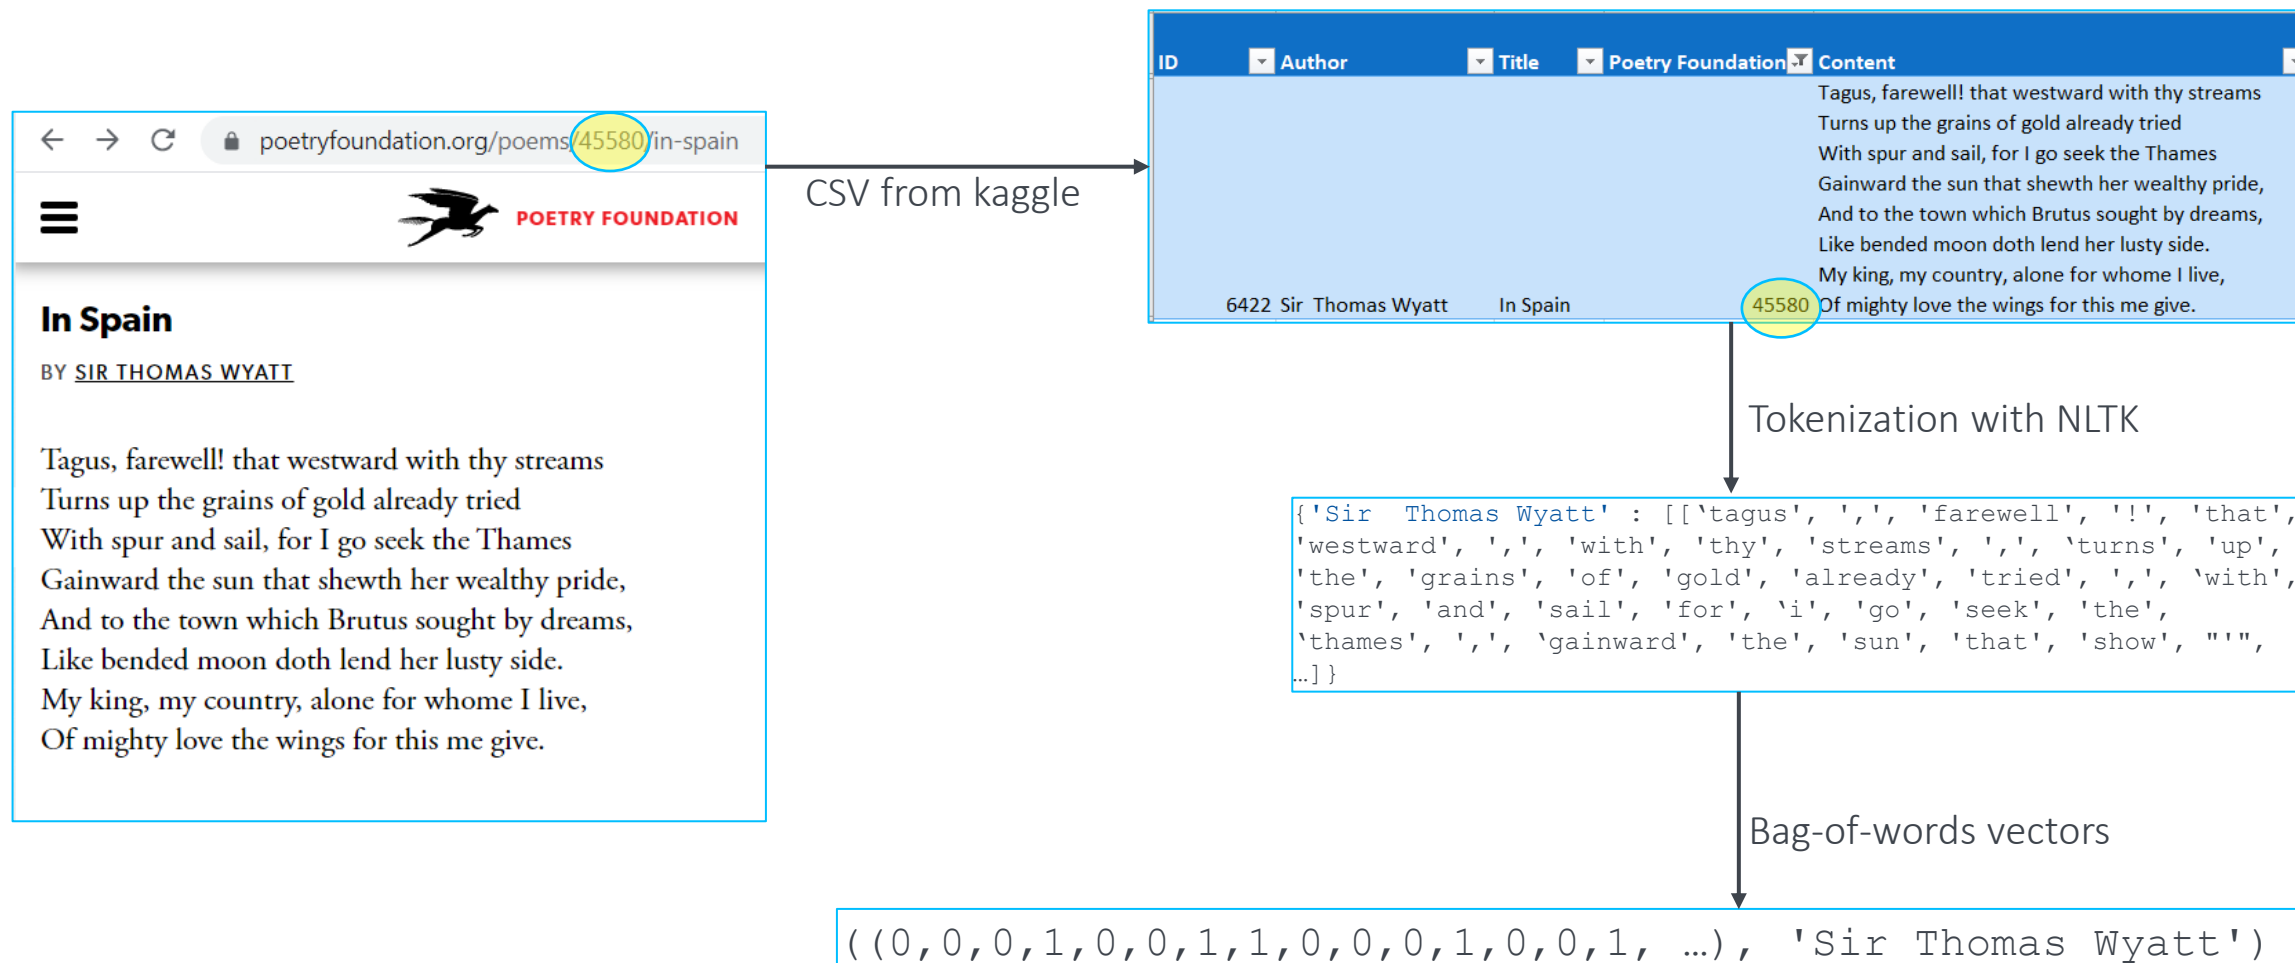 poetryfoundation.org/poems/45580/in-spain
POETRY FOUNDATION
In Spain
BY SIR THOMAS WYATT
Tagus, farewell! that westward with thy streams
Turns up the grains of gold already tried
With spur and sail, for I go seek the Thames
Gainward the sun that shewth her wealthy pride,
And to the town which Brutus sought by dreams,
Like bended moon doth lend her lusty side.
My king, my country, alone for whome I live,
Of mighty love the wings for this me give.
CSV from kaggle
ID Author Title Poetry Foundation Content
Tagus, farewell! that westward with thy streams
Turns up the grains of gold already tried
With spur and sail, for I go seek the Thames
Gainward the sun that shewth her wealthy pride,
And to the town which Brutus sought by dreams,
Like bended moon doth lend her lusty side.
My king, my country, alone for whome I live,
6422 Sir  Thomas Wyatt In Spain 45580 Of mighty love the wings for this me give.
Tokenization with NLTK
{'Sir  Thomas Wyatt' : [[‛tagus', ',', 'farewell', '!', 'that',
'westward', ',', 'with', 'thy', 'streams', ',', ‛turns', 'up',
'the', 'grains', 'of', 'gold', 'already', 'tried', ',', ‛with',
'spur', 'and', 'sail', 'for', ‛i', 'go', 'seek', 'the',
‛thames', ',', ‛gainward', 'the', 'sun', 'that', 'show', "'",
…]}
Bag-of-words vectors
((0,0,0,1,0,0,1,1,0,0,0,1,0,0,1, …), 'Sir Thomas Wyatt')